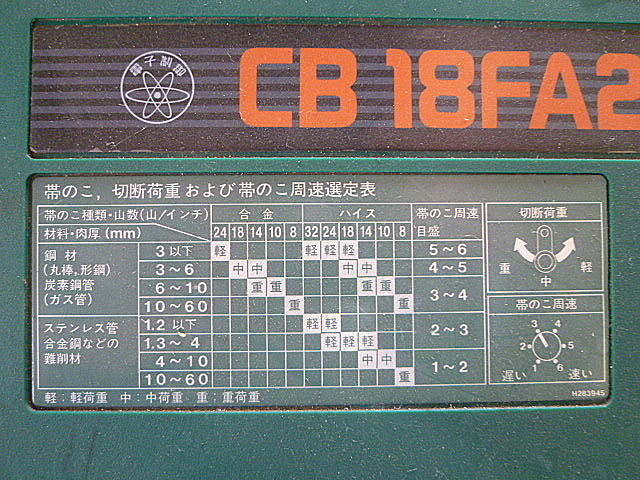 電子制御
CB 18FA2
帯のこ，切断荷重および帯のこ周速選定表
帯のこ種類・山数(山/インチ) 合金 ハイス 帯のこ周速目盛
材料・肉厚(mm) 24 18 14 10 8 32 24 18 14 10 8
鋼材(丸棒,形鋼)炭素鋼管(ガス管)
3以下 軽 軽 軽 軽 5～6
3～6 中 中 中 中 4～5
6～10 重 重 重 重 3～4
10～60 重 重
ステンレス管合金鋼などの難削材
1.2以下 軽 軽 2～3
1.3～4 軽 軽 軽
4～10 中 中 1～2
10～60 重
軽：軽荷重 中：中荷重 重：重荷重
切断荷重
重 中 軽
帯のこ周速
3 4
2 5
1 6
遅い 速い
H283945